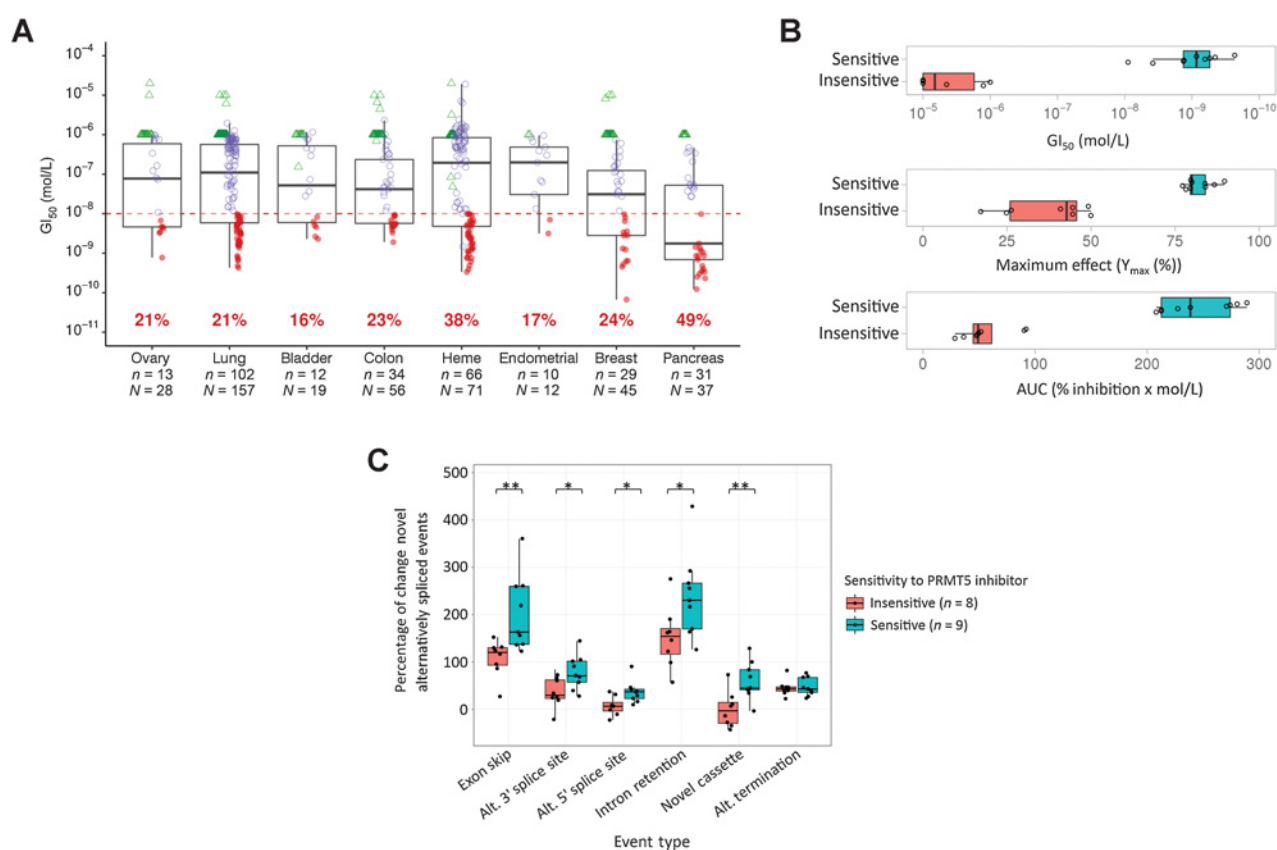 A
GI50 (mol/L)
10−4
10−5
10−6
10−7
10−8
10−9
10−10
10−11
21% 21% 16% 23% 38% 17% 24% 49%
Ovary Lung Bladder Colon Heme Endometrial Breast Pancreas
n = 13 n = 102 n = 12 n = 34 n = 66 n = 10 n = 29 n = 31
N = 28 N = 157 N = 19 N = 56 N = 71 N = 12 N = 45 N = 37
B
Sensitive
Insensitive
10−5 10−6 10−7 10−8 10−9 10−10
GI50 (mol/L)
Sensitive
Insensitive
0 25 50 75 100
Maximum effect (Ymax (%))
Sensitive
Insensitive
0 100 200 300
AUC (% inhibition x mol/L)
C
Percentage of change novel
alternatively spliced events
500
400
300
200
100
0
** * * * **
Exon skip
Alt. 3' splice site
Alt. 5' splice site
Intron retention
Novel cassette
Alt. termination
Event type
Sensitivity to PRMT5 inhibitor
Insensitive (n = 8)
Sensitive (n = 9)